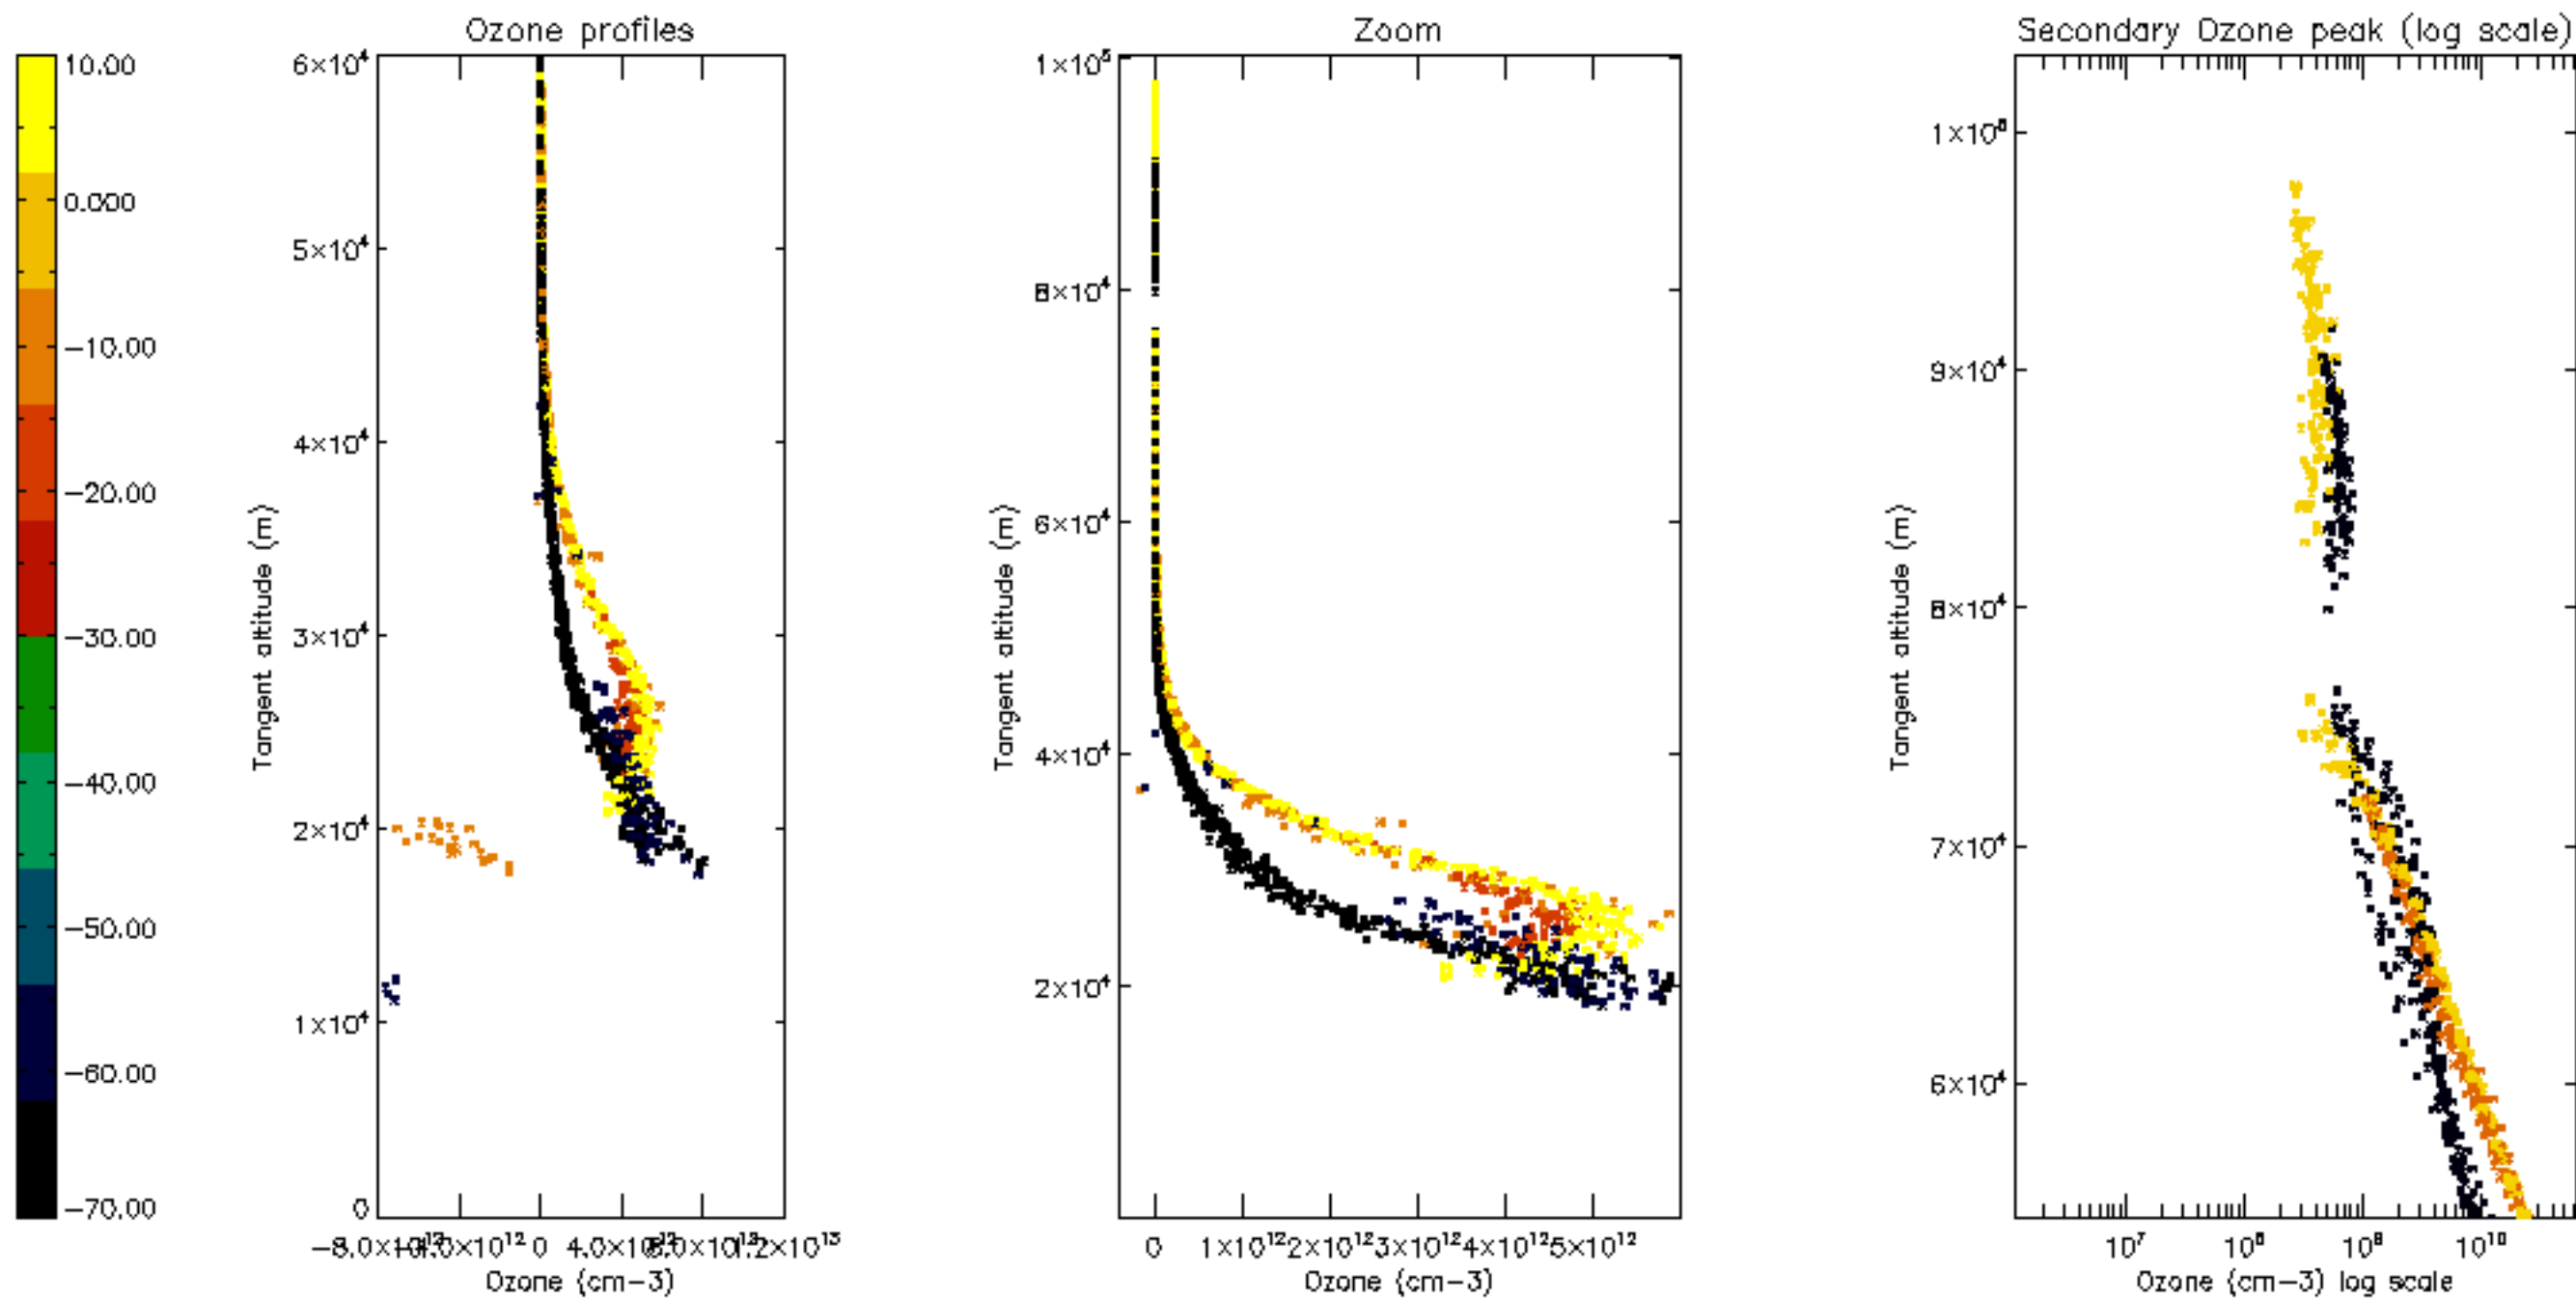 Ozone profiles
Zoom
Secondary Ozone peak (log scale)
10.00
0.000
−10.00
−20.00
−30.00
−40.00
−50.00
−60.00
−70.00
6×10⁴
5×10⁴
4×10⁴
3×10⁴
2×10⁴
1×10⁴
0
Tangent altitude (m)
0
Ozone (cm−3)
1×10⁵
8×10⁴
6×10⁴
4×10⁴
2×10⁴
Tangent altitude (m)
0 1×10¹² 2×10¹² 3×10¹² 4×10¹² 5×10¹²
Ozone (cm−3)
9×10⁴
8×10⁴
7×10⁴
6×10⁴
Tangent altitude (m)
10⁷ 10⁸ 10⁹ 10¹⁰
Ozone (cm−3) log scale